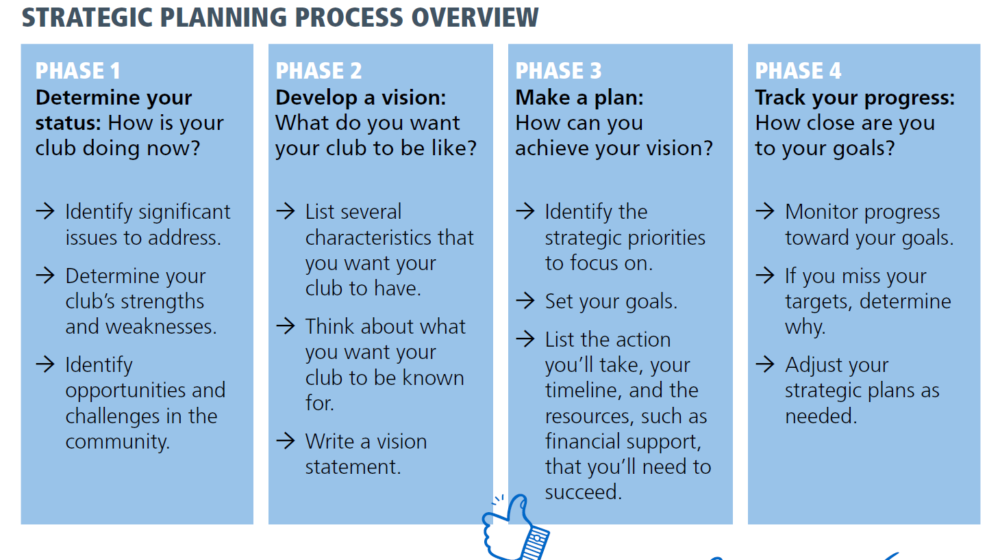 STRATEGIC PLANNING PROCESS OVERVIEW
PHASE 1
Determine your
status: How is your
club doing now?
→ Identify significant
issues to address.
→ Determine your
club’s strengths
and weaknesses.
→ Identify
opportunities and
challenges in the
community.
PHASE 2
Develop a vision:
What do you want
your club to be like?
→ List several
characteristics that
you want your
club to have.
→ Think about what
you want your
club to be known
for.
→ Write a vision
statement.
PHASE 3
Make a plan:
How can you
achieve your vision?
→ Identify the
strategic priorities
to focus on.
→ Set your goals.
→ List the action
you’ll take, your
timeline, and the
resources, such as
financial support,
that you’ll need to
succeed.
PHASE 4
Track your progress:
How close are you
to your goals?
→ Monitor progress
toward your goals.
→ If you miss your
targets, determine
why.
→ Adjust your
strategic plans as
needed.